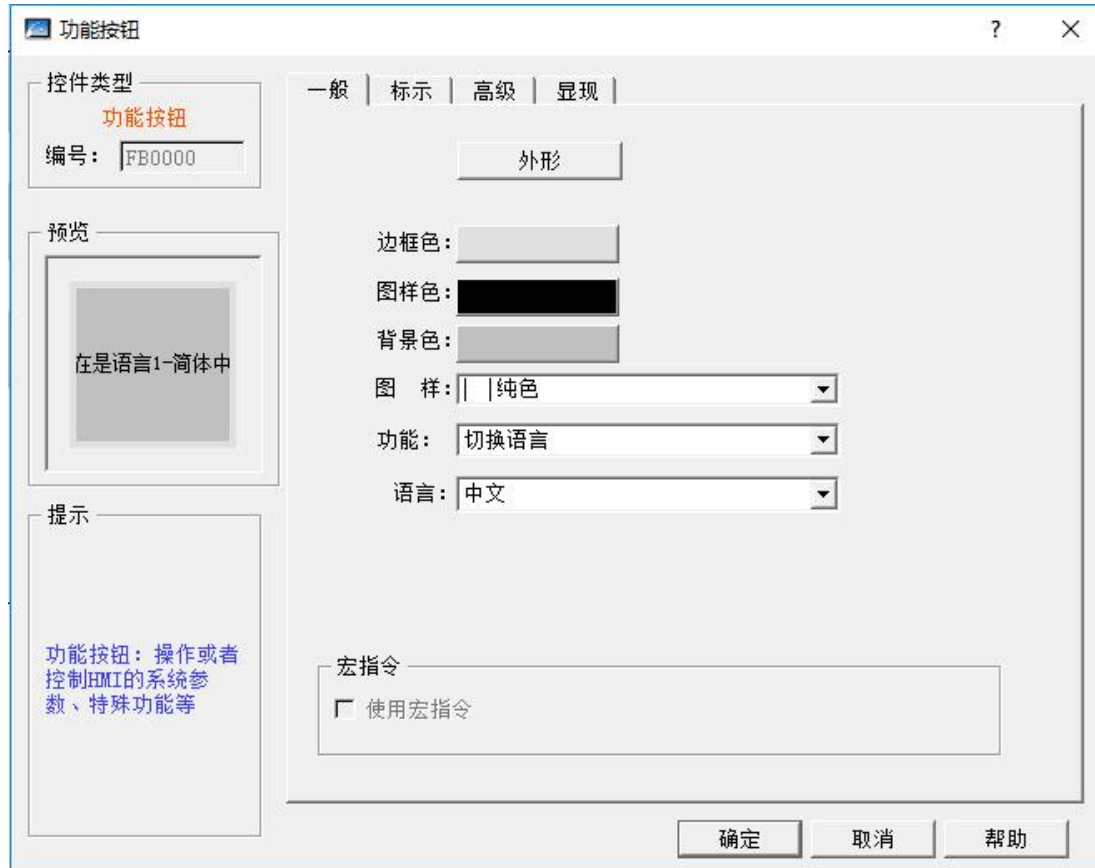 功能按钮
?
控件类型
功能按钮
编号: FB0000
预览
在是语言1-简体中
提示
功能按钮: 操作或者
控制HMI的系统参
数、特殊功能等
一般 标示 高级 显现
外形
边框色:
图样色:
背景色:
图 样: 纯色
功能: 切换语言
语言: 中文
宏指令
使用宏指令
确定 取消 帮助